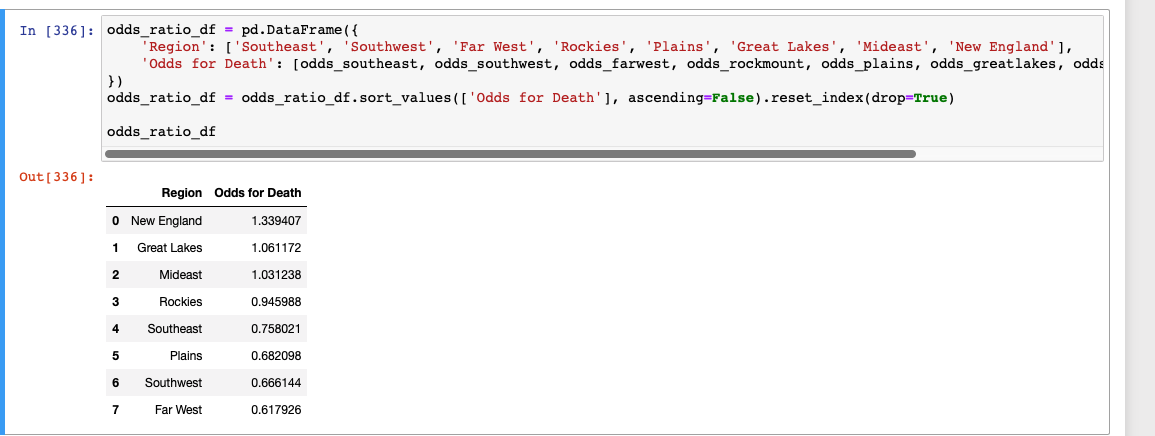 In [336]: odds_ratio_df = pd.DataFrame({
'Region': ['Southeast', 'Southwest', 'Far West', 'Rockies', 'Plains', 'Great Lakes', 'Mideast', 'New England'],
'Odds for Death': [odds_southeast, odds_southwest, odds_farwest, odds_rockmount, odds_plains, odds_greatlakes, odds
})
odds_ratio_df = odds_ratio_df.sort_values(['Odds for Death'], ascending=False).reset_index(drop=True)
odds_ratio_df
Out[336]:
Region Odds for Death
0 New England 1.339407
1 Great Lakes 1.061172
2 Mideast 1.031238
3 Rockies 0.945988
4 Southeast 0.758021
5 Plains 0.682098
6 Southwest 0.666144
7 Far West 0.617926